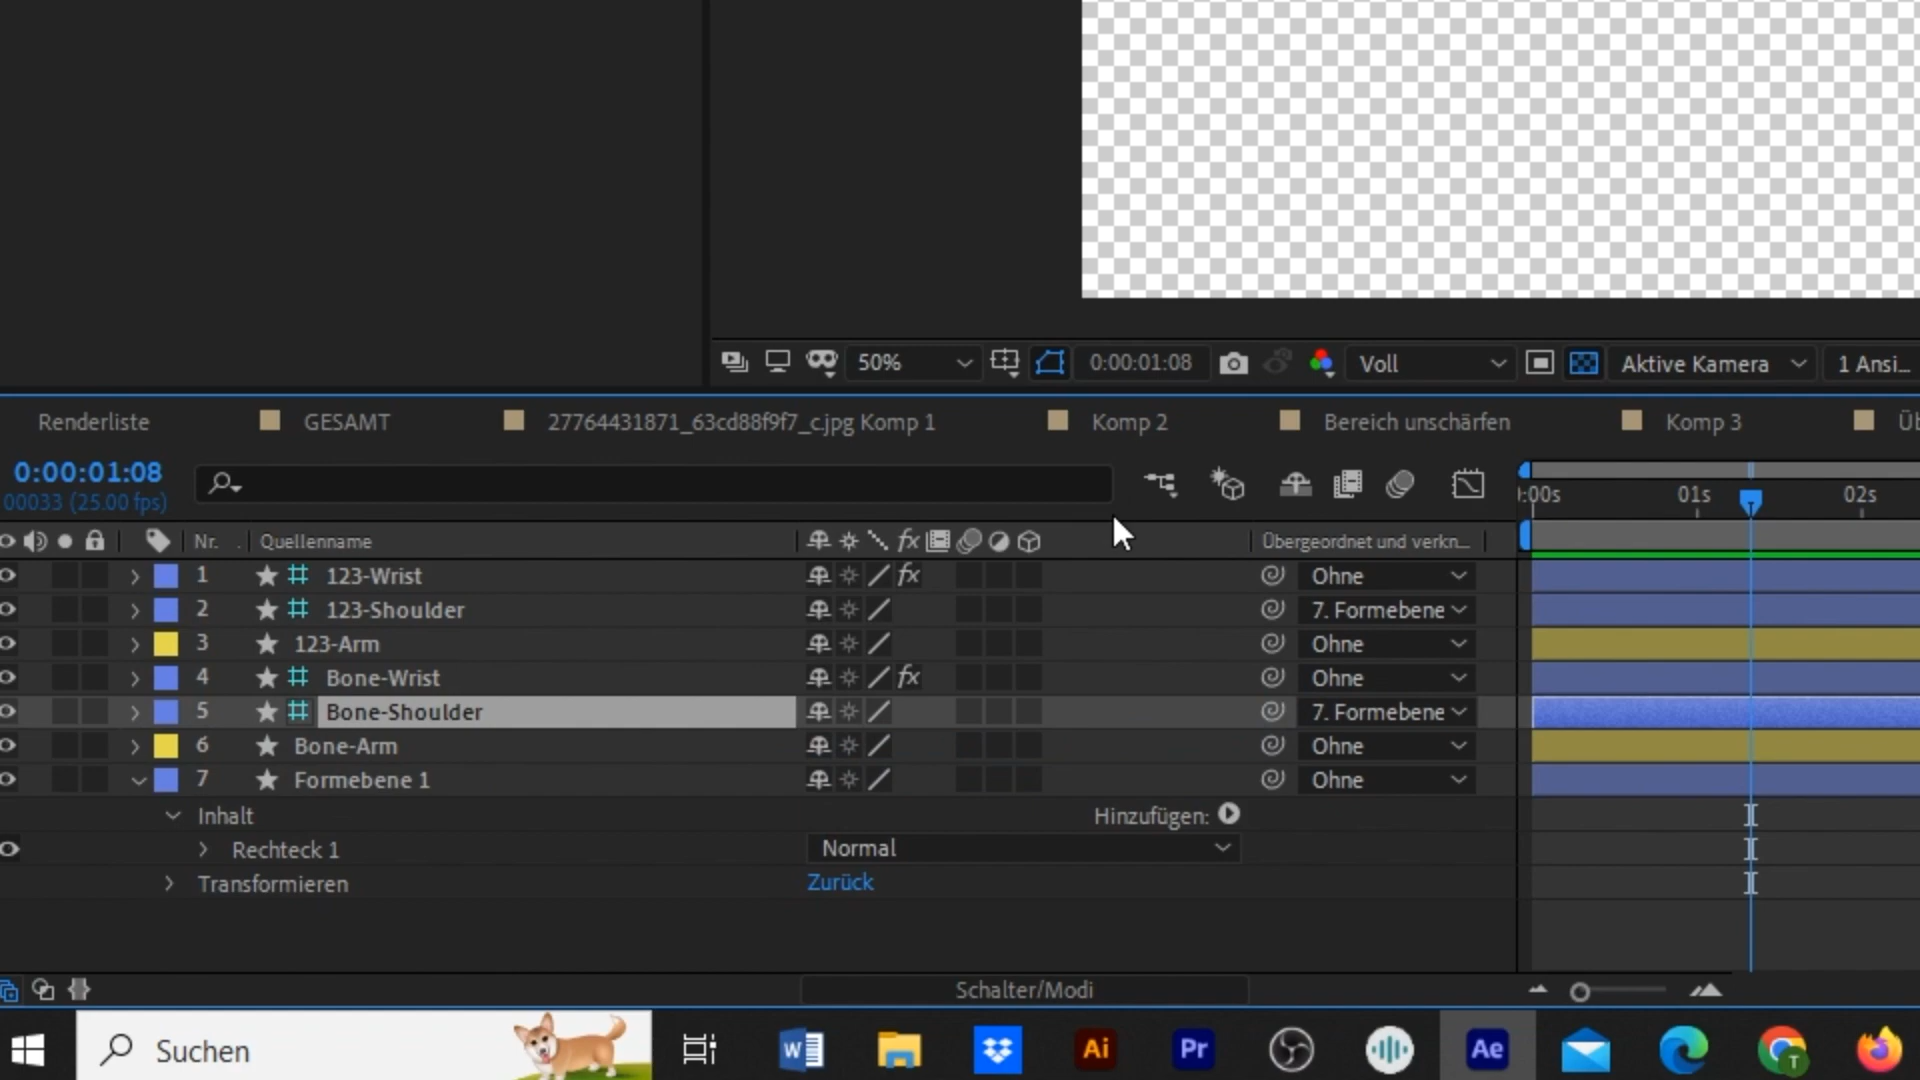 50%
0:00:01:08
Voll
Aktive Kamera
1 Ansi...
Renderliste
GESAMT
27764431871_63cd88f9f7_c.jpg Komp 1
Komp 2
Bereich unschärfen
Komp 3
Üb
0:00:01:08
00033 (25.00 fps)
:00s
01s
02s
Nr.
Quellenname
fx
Übergeordnet und verkn...
1 123-Wrist fx Ohne
2 123-Shoulder 7. Formebene
3 123-Arm Ohne
4 Bone-Wrist fx Ohne
5 Bone-Shoulder 7. Formebene
6 Bone-Arm Ohne
7 Formebene 1 Ohne
Inhalt Hinzufügen:
Rechteck 1 Normal
Transformieren Zurück
Schalter/Modi
Suchen
W
Ai
Pr
Ae
T